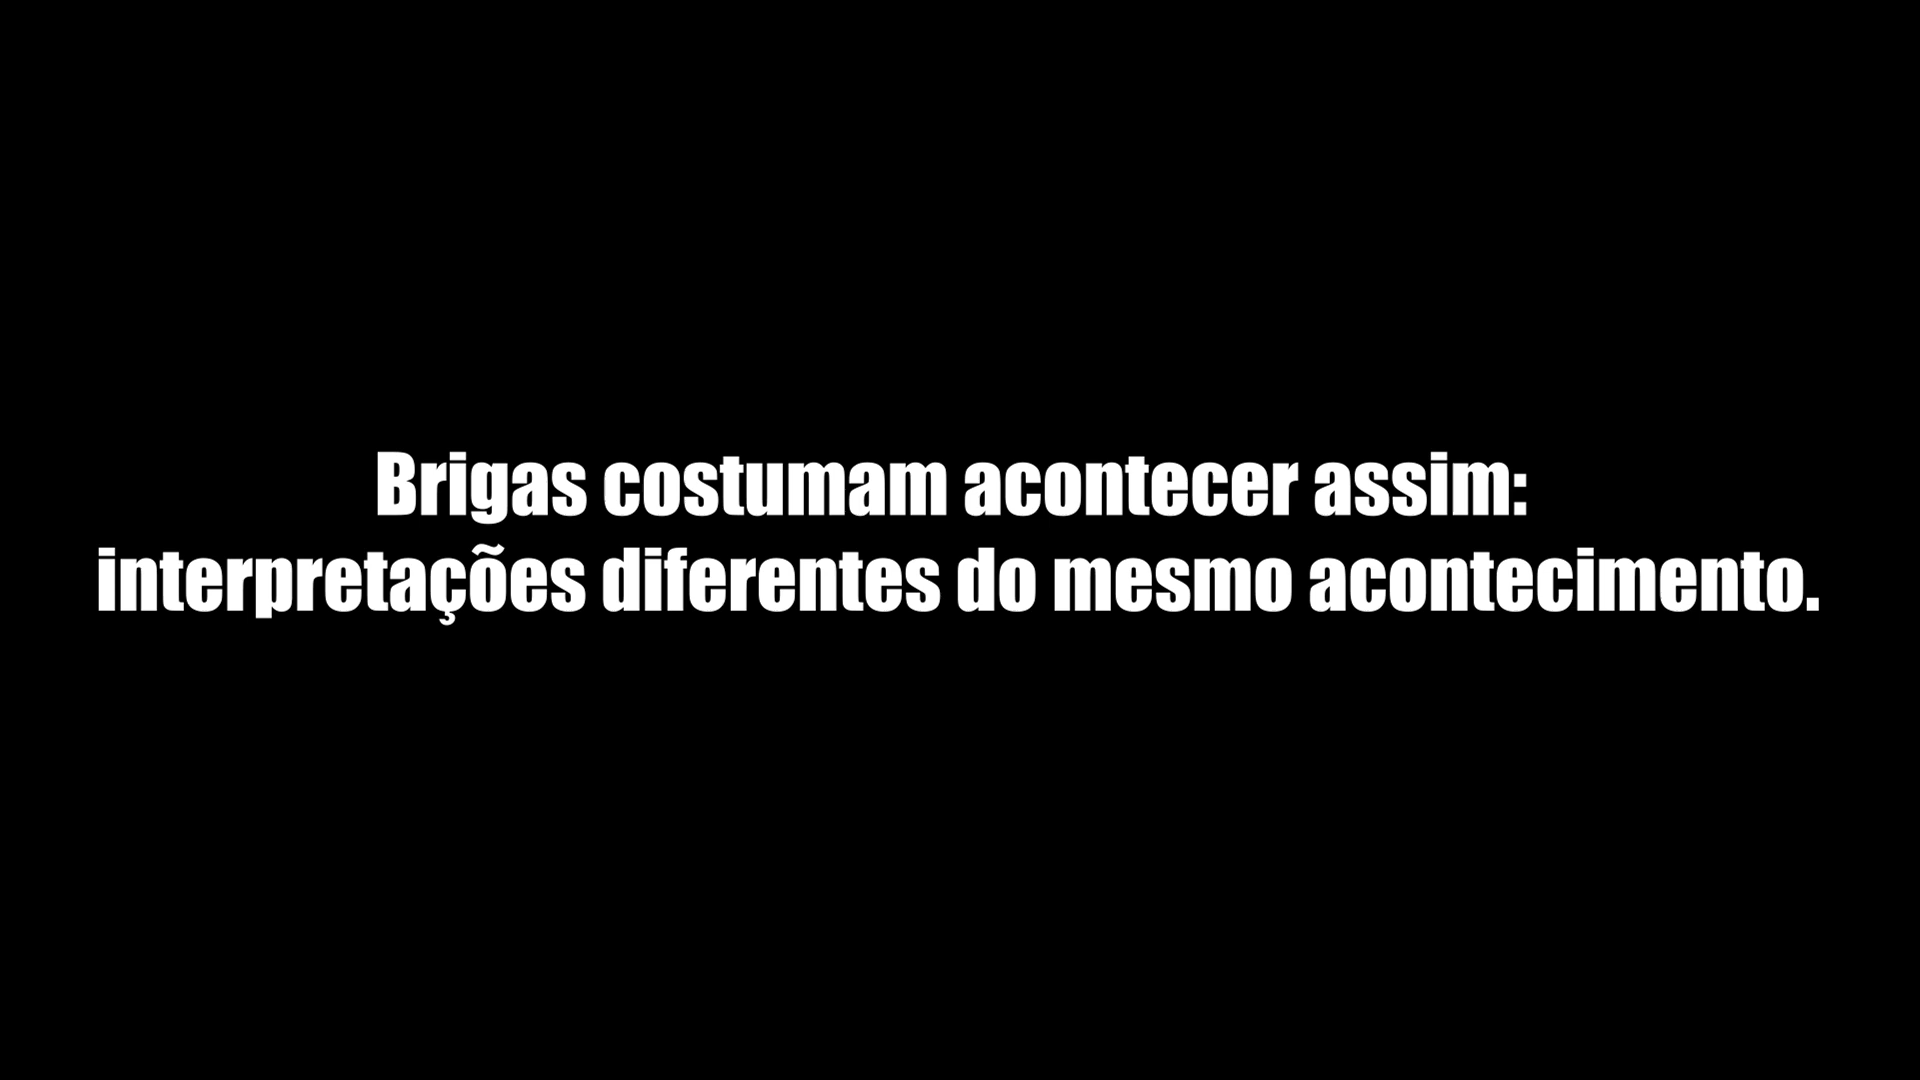 Brigas costumam acontecer assim:
interpretações diferentes do mesmo acontecimento.